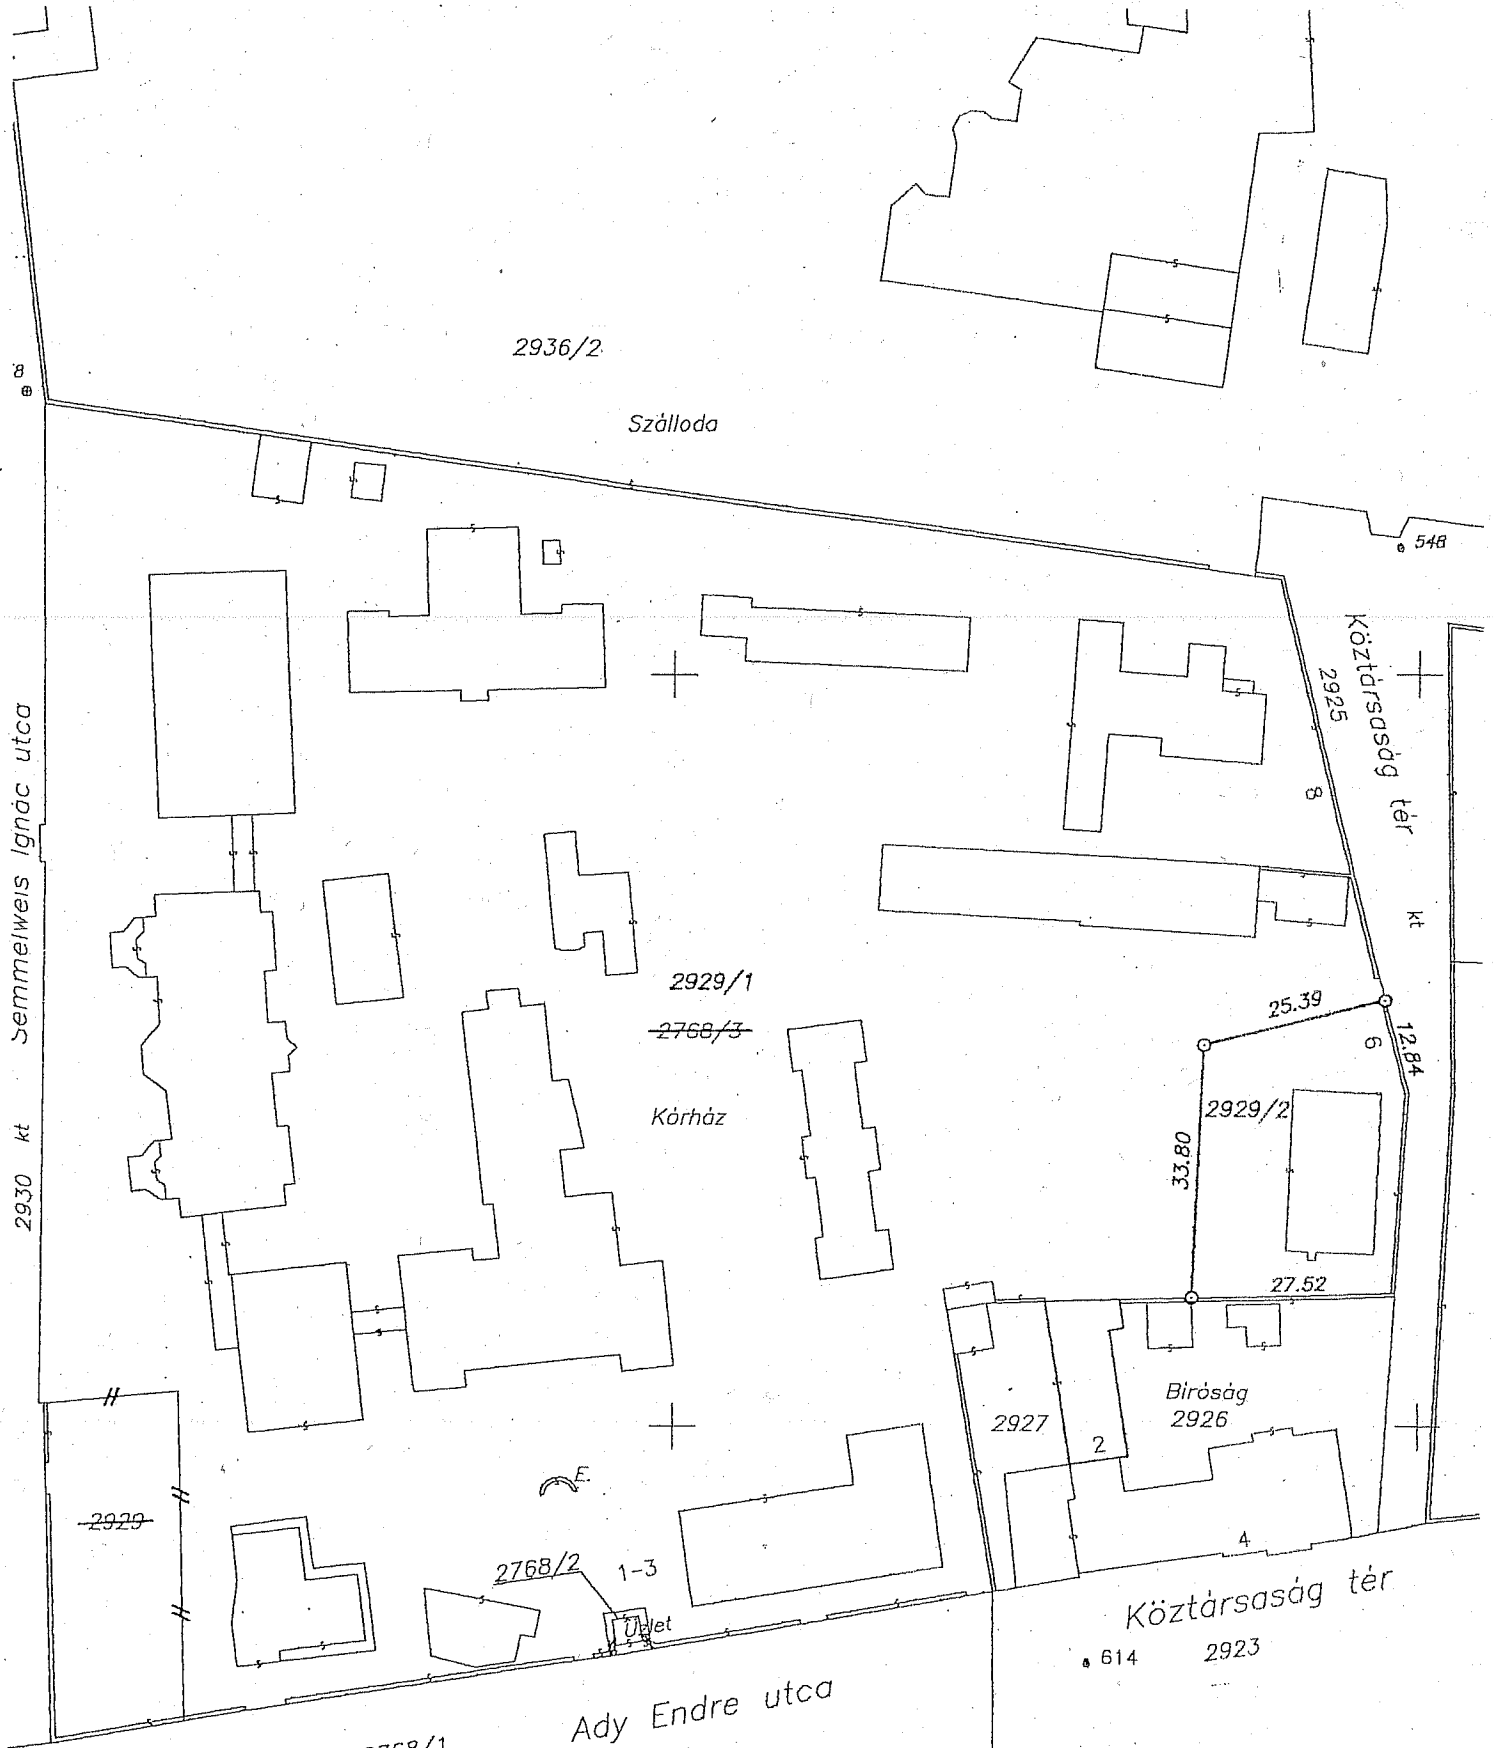 2936/2
8
Szálloda
548
Köztársaság tér
2925
8
kt
2930 kt Semmelweis Ignác utca
2929/1
2768/3
25.39
12.84
6
Kórház
2929/2
33.80
27.52
Bíróság
2926
2927
2
E.
2929
2768/2
1-3
4
Üzlet
Köztársaság tér
614
2923
Ady Endre utca